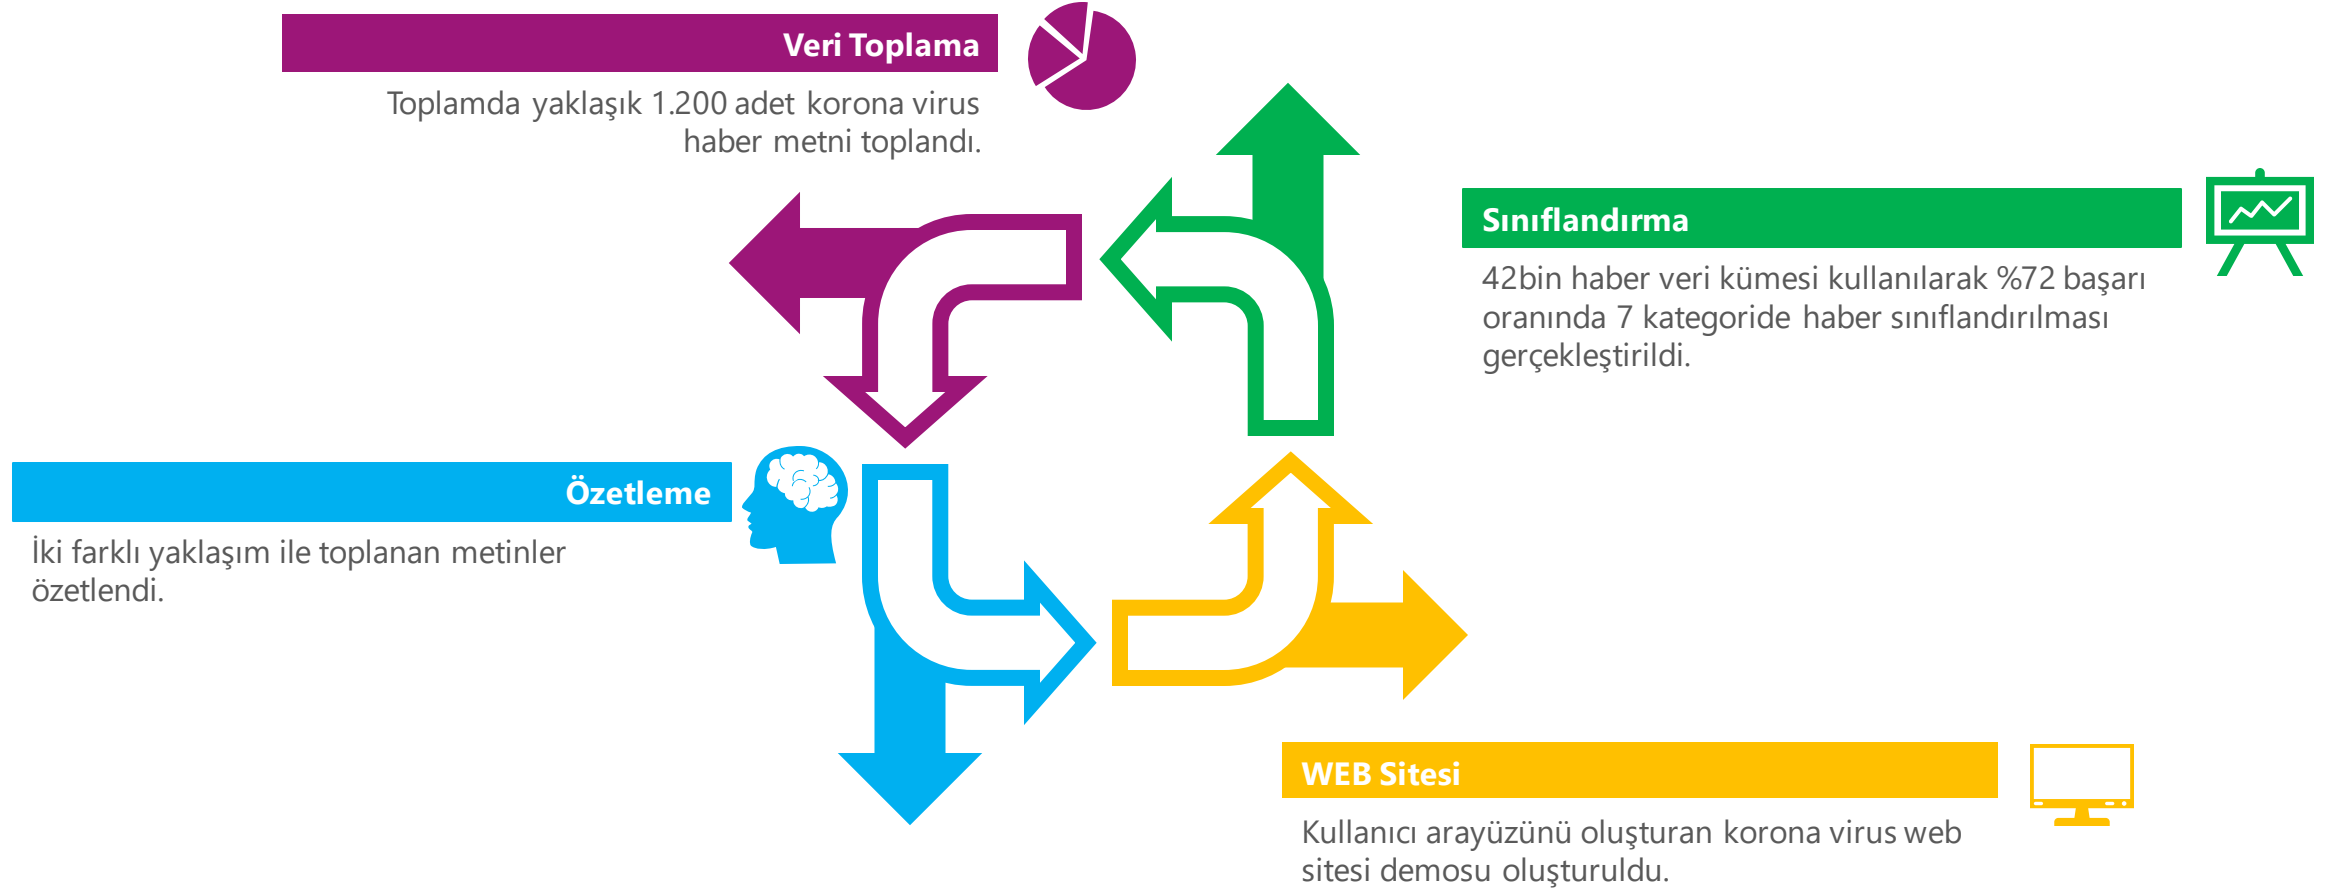 Veri Toplama
Toplamda yaklaşık 1.200 adet korona virus
haber metni toplandı.
Sınıflandırma
42bin haber veri kümesi kullanılarak %72 başarı
oranında 7 kategoride haber sınıflandırılması
gerçekleştirildi.
Özetleme
İki farklı yaklaşım ile toplanan metinler
özetlendi.
WEB Sitesi
Kullanıcı arayüzünü oluşturan korona virus web
sitesi demosu oluşturuldu.